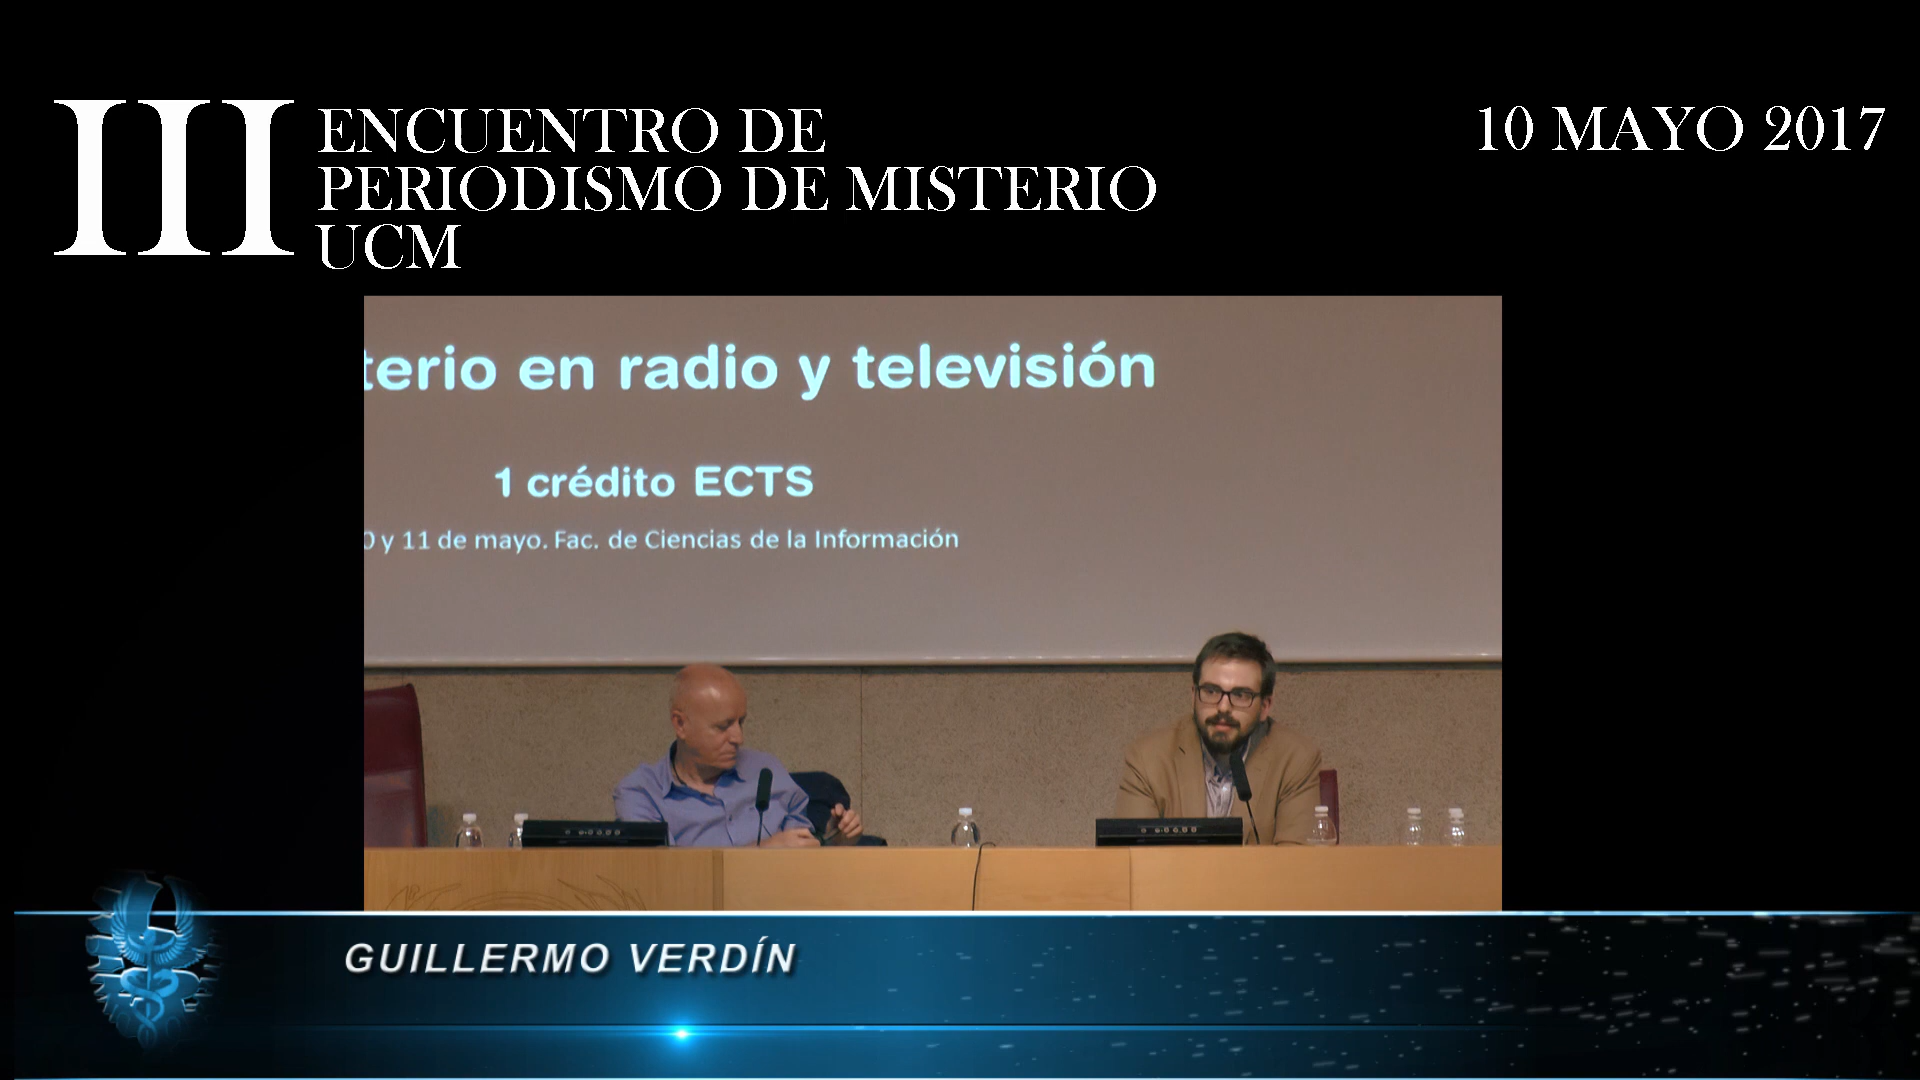 III
ENCUENTRO DE
PERIODISMO DE MISTERIO
UCM
10 MAYO 2017
terio en radio y televisión
1 crédito ECTS
0 y 11 de mayo. Fac. de Ciencias de la Información
GUILLERMO VERDÍN